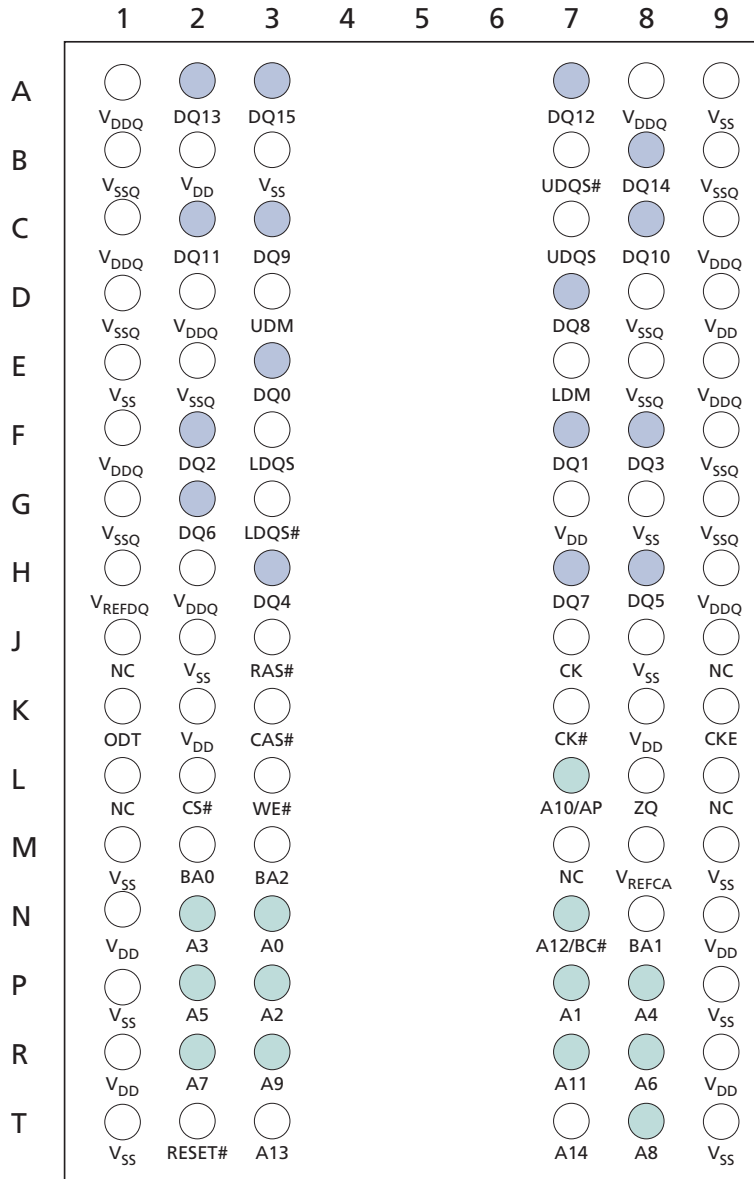 1 2 3 4 5 6 7 8 9
A
VDDQ DQ13 DQ15 DQ12 VDDQ VSS
B
VSSQ VDD VSS UDQS# DQ14 VSSQ
C
VDDQ DQ11 DQ9 UDQS DQ10 VDDQ
D
VSSQ VDDQ UDM DQ8 VSSQ VDD
E
VSS VSSQ DQ0 LDM VSSQ VDDQ
F
VDDQ DQ2 LDQS DQ1 DQ3 VSSQ
G
VSSQ DQ6 LDQS# VDD VSS VSSQ
H
VREFDQ VDDQ DQ4 DQ7 DQ5 VDDQ
J
NC VSS RAS# CK VSS NC
K
ODT VDD CAS# CK# VDD CKE
L
NC CS# WE# A10/AP ZQ NC
M
VSS BA0 BA2 NC VREFCA VSS
N
VDD A3 A0 A12/BC# BA1 VDD
P
VSS A5 A2 A1 A4 VSS
R
VDD A7 A9 A11 A6 VDD
T
VSS RESET# A13 A14 A8 VSS